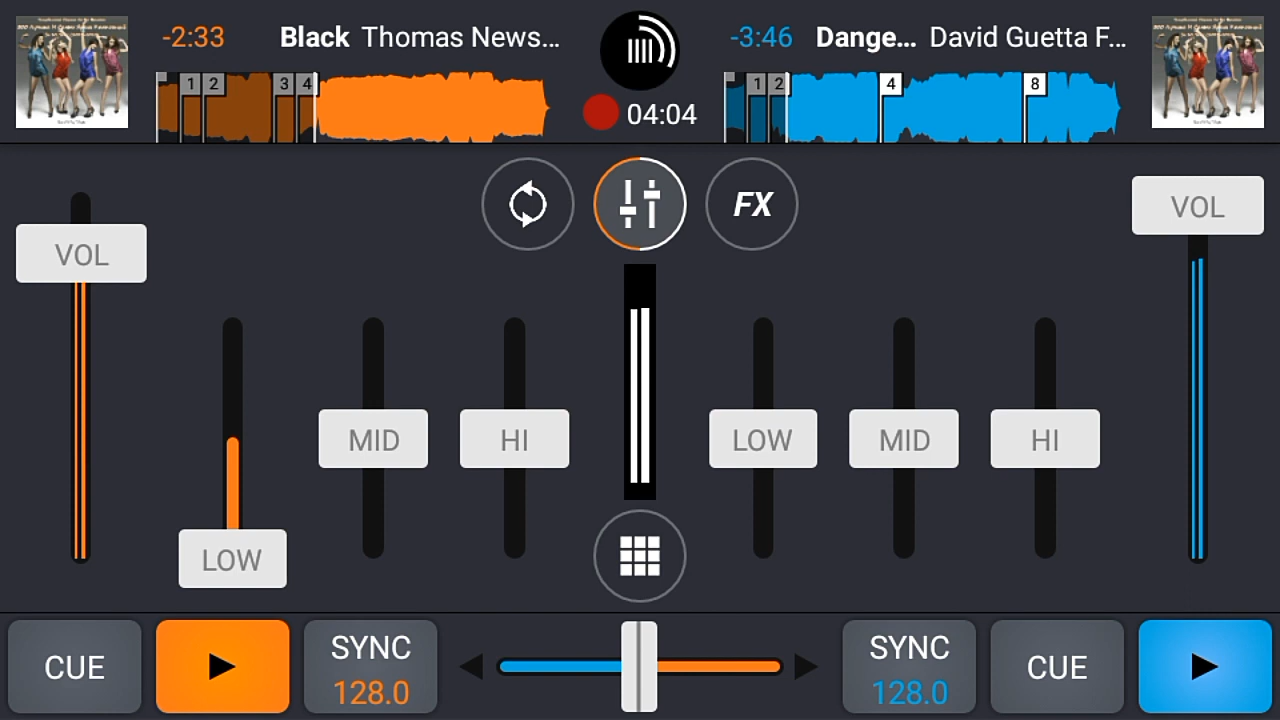 -2:33 Black Thomas News...
1 2 3 4
04:04
-3:46 Dange... David Guetta F...
1 2 4 8
FX
VOL
VOL
MID
HI
LOW
MID
HI
LOW
CUE
SYNC
128.0
SYNC
128.0
CUE